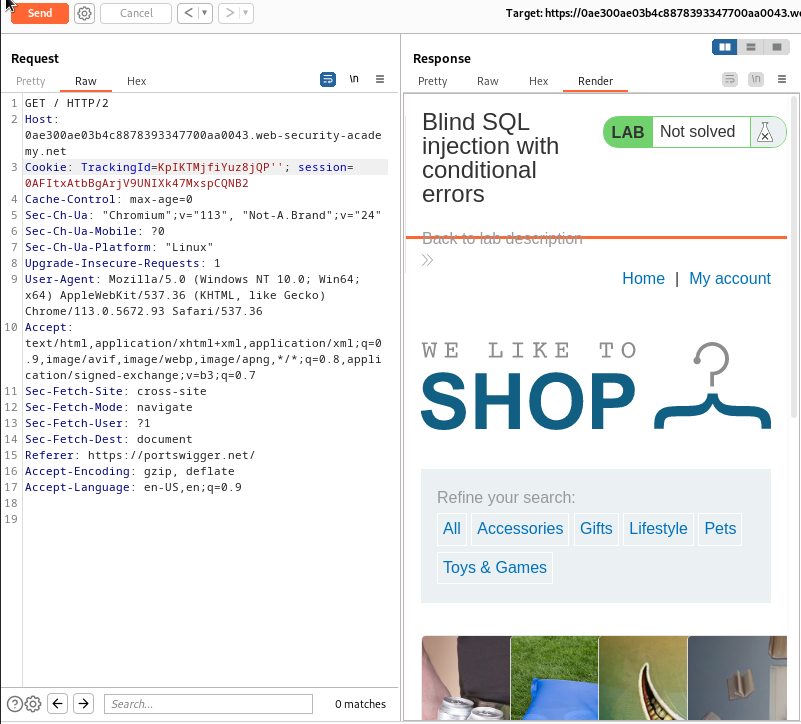 Send
Cancel
Target: https://0ae300ae03b4c8878393347700aa0043.we
Request
Pretty Raw Hex
\n
1 GET / HTTP/2
2 Host:
0ae300ae03b4c8878393347700aa0043.web-security-acade
my.net
3 Cookie: TrackingId=KpIKTMjfiYuz8jQP''; session=
0AFItxAtbBgArjV9UNIXk47MxspCQNB2
4 Cache-Control: max-age=0
5 Sec-Ch-Ua: "Chromium";v="113", "Not-A.Brand";v="24"
6 Sec-Ch-Ua-Mobile: ?0
7 Sec-Ch-Ua-Platform: "Linux"
8 Upgrade-Insecure-Requests: 1
9 User-Agent: Mozilla/5.0 (Windows NT 10.0; Win64;
x64) AppleWebKit/537.36 (KHTML, like Gecko)
Chrome/113.0.5672.93 Safari/537.36
10 Accept:
text/html,application/xhtml+xml,application/xml;q=0
.9,image/avif,image/webp,image/apng,*/*;q=0.8,appli
cation/signed-exchange;v=b3;q=0.7
11 Sec-Fetch-Site: cross-site
12 Sec-Fetch-Mode: navigate
13 Sec-Fetch-User: ?1
14 Sec-Fetch-Dest: document
15 Referer: https://portswigger.net/
16 Accept-Encoding: gzip, deflate
17 Accept-Language: en-US,en;q=0.9
18
19
Search...
0 matches
Response
Pretty Raw Hex Render
\n
Blind SQL
injection with
conditional
errors
LAB Not solved
Back to lab description
Home | My account
WE LIKE TO
SHOP
Refine your search:
All Accessories Gifts Lifestyle Pets
Toys & Games